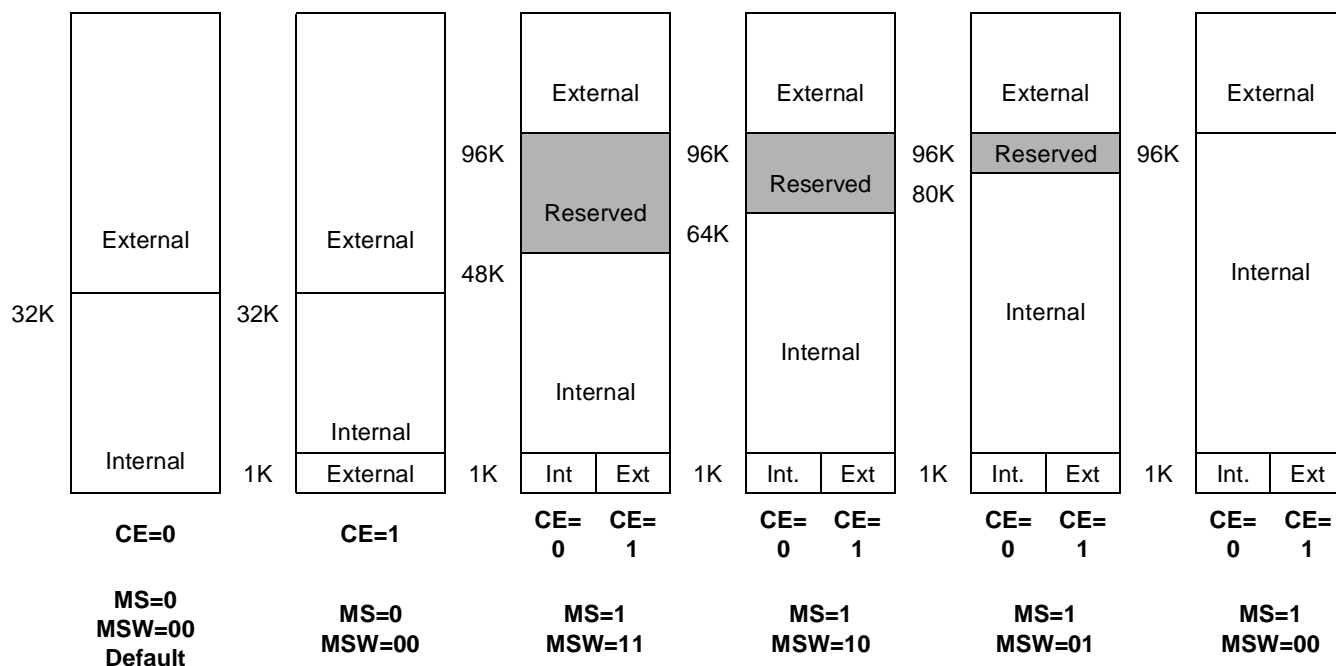 External
External
External
External
96K
96K
Reserved
96K
96K
Reserved
80K
External
External
Reserved
64K
48K
Internal
32K
32K
Internal
Internal
Internal
Internal
Internal
1K
External
1K
Int
Ext
1K
Int.
Ext
1K
Int.
Ext
1K
Int.
Ext
CE=0
CE=1
CE=
0
CE=
1
CE=
0
CE=
1
CE=
0
CE=
1
CE=
0
CE=
1
MS=0
MSW=00
Default
MS=0
MSW=00
MS=1
MSW=11
MS=1
MSW=10
MS=1
MSW=01
MS=1
MSW=00